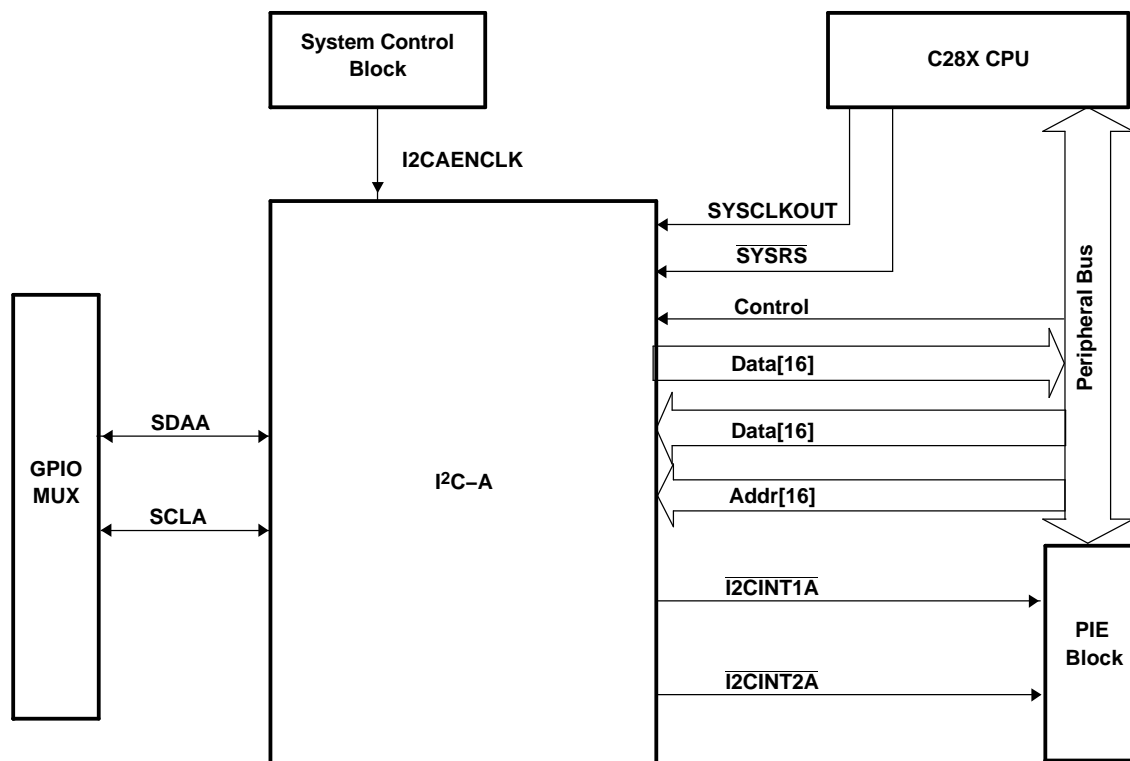 System Control
Block
C28X CPU
I2CAENCLK
SYSCLKOUT
SYSRS
Control
Data[16]
Data[16]
Addr[16]
Peripheral Bus
SDAA
SCLA
GPIO
MUX
I²C–A
I2CINT1A
I2CINT2A
PIE
Block